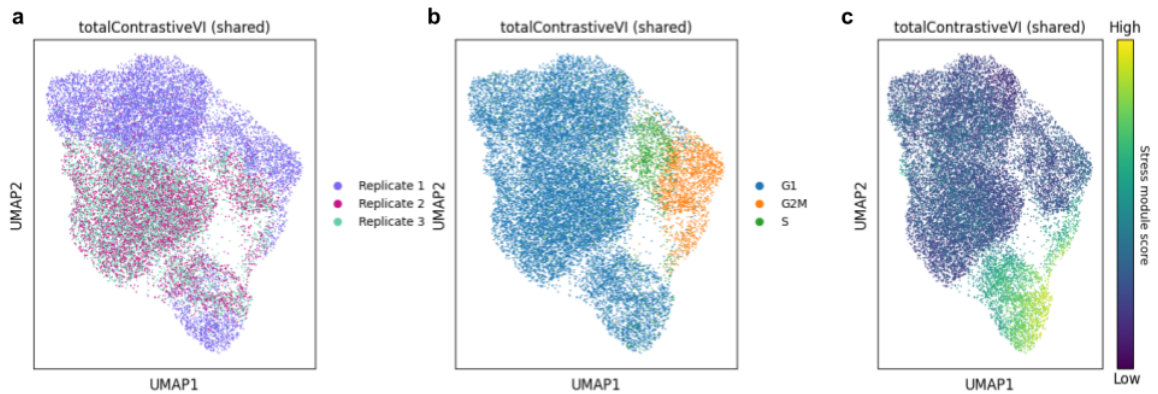 a
totalContrastiveVI (shared)
UMAP2
UMAP1
Replicate 1
Replicate 2
Replicate 3
b
totalContrastiveVI (shared)
UMAP2
UMAP1
G1
G2M
S
c
totalContrastiveVI (shared)
UMAP2
UMAP1
High
Stress module score
Low